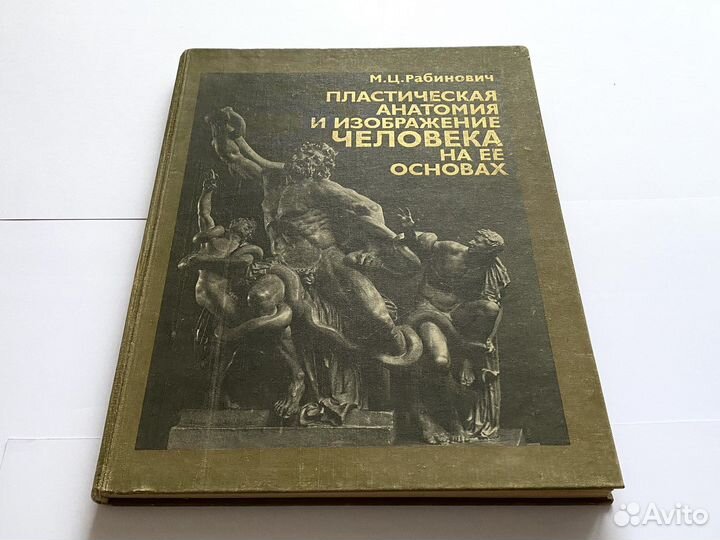 М.Ц.Рабинович
ПЛАСТИЧЕСКАЯ
АНАТОМИЯ
И ИЗОБРАЖЕНИЕ
ЧЕЛОВЕКА
НА ЕЕ
ОСНОВАХ
Avito